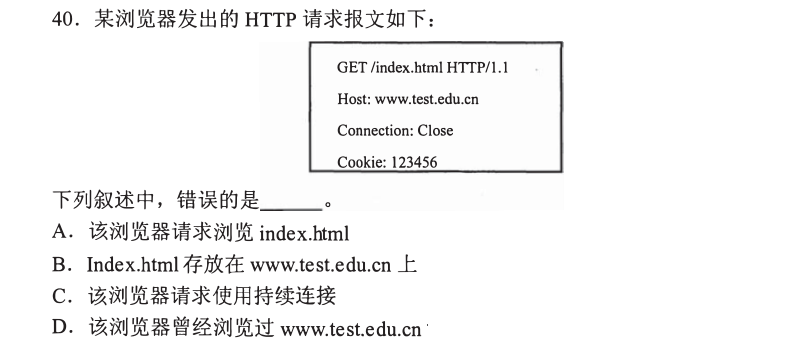 40．某浏览器发出的 HTTP 请求报文如下：
GET /index.html HTTP/1.1
Host: www.test.edu.cn
Connection: Close
Cookie: 123456
下列叙述中，错误的是______。
A．该浏览器请求浏览 index.html
B．Index.html 存放在 www.test.edu.cn 上
C．该浏览器请求使用持续连接
D．该浏览器曾经浏览过 www.test.edu.cn